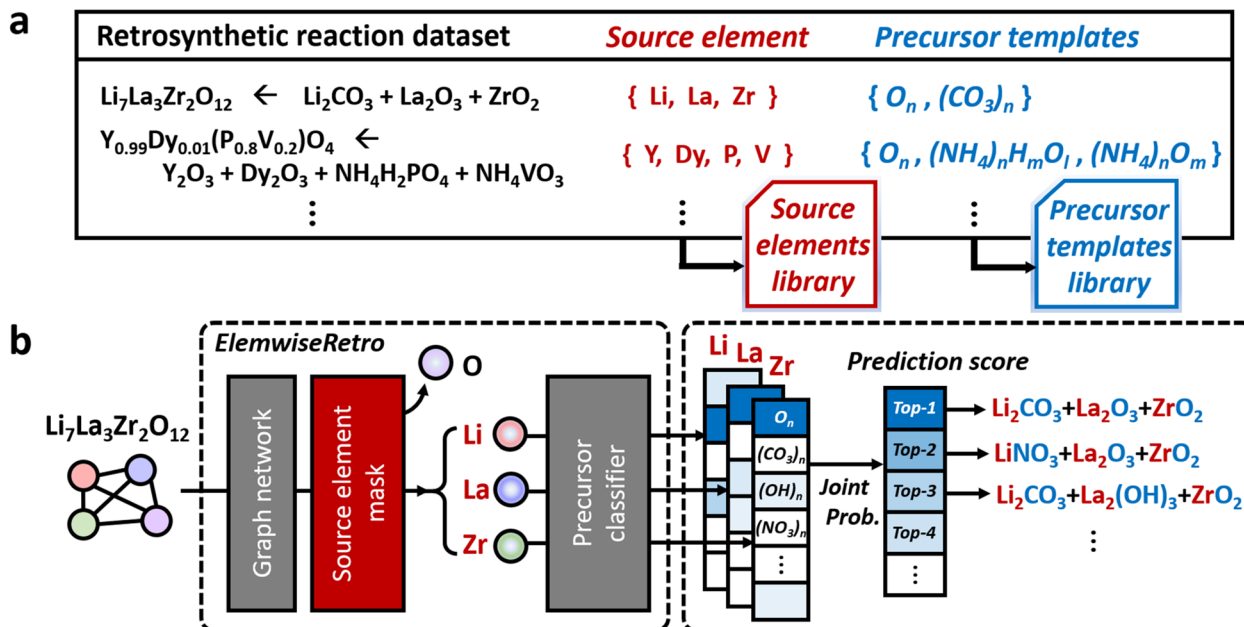 a
Retrosynthetic reaction dataset Source element Precursor templates
Li₇La₃Zr₂O₁₂ ← Li₂CO₃ + La₂O₃ + ZrO₂ { Li, La, Zr } { Oₙ , (CO₃)ₙ }
Y₀.₉₉Dy₀.₀₁(P₀.₈V₀.₂)O₄ ←
Y₂O₃ + Dy₂O₃ + NH₄H₂PO₄ + NH₄VO₃ { Y, Dy, P, V } { Oₙ , (NH₄)ₙHₘOₗ , (NH₄)ₙOₘ }
⋮ ⋮ ⋮
Source
elements
library
Precursor
templates
library
b
ElemwiseRetro
Li₇La₃Zr₂O₁₂
Graph network
Source element
mask
O
Li
La
Zr
Precursor
classifier
Li La Zr
Oₙ
(CO₃)ₙ
(OH)ₙ
(NO₃)ₙ
⋮
Joint
Prob.
Prediction score
Top-1 Li₂CO₃+La₂O₃+ZrO₂
Top-2 LiNO₃+La₂O₃+ZrO₂
Top-3 Li₂CO₃+La₂(OH)₃+ZrO₂
Top-4
⋮ ⋮